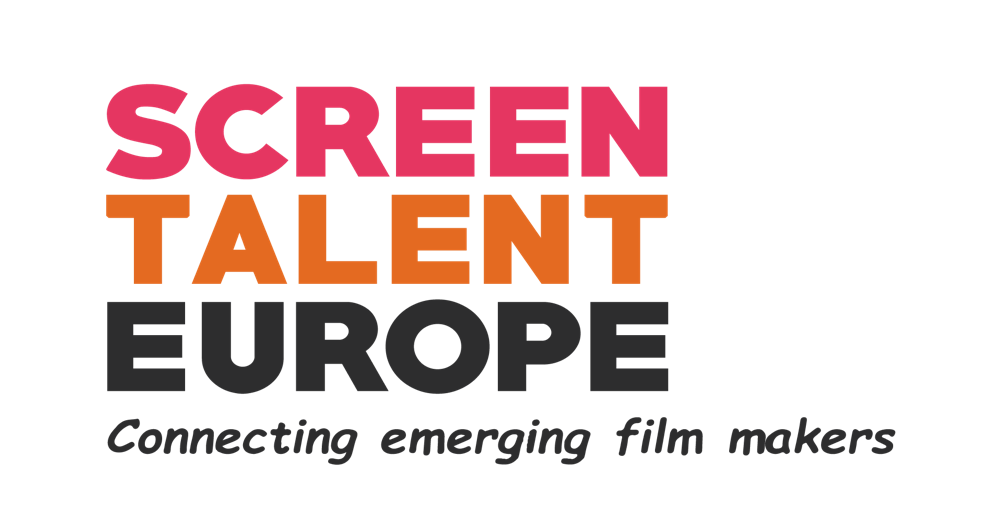 SCREEN
TALENT
EUROPE
Connecting emerging film makers